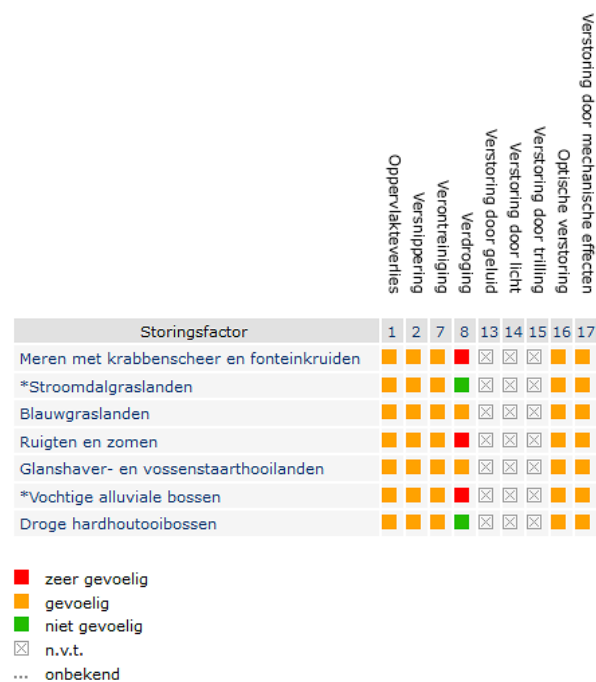 Oppervlakteverlies
Versnippering
Verontreiniging
Verdroging
Verstoring door geluid
Verstoring door licht
Verstoring door trilling
Optische verstoring
Verstoring door mechanische effecten
Storingsfactor 1 2 7 8 13 14 15 16 17
Meren met krabbenscheer en fonteinkruiden
*Stroomdalgraslanden
Blauwgraslanden
Ruigten en zomen
Glanshaver- en vossenstaarthooilanden
*Vochtige alluviale bossen
Droge hardhoutooibossen
zeer gevoelig
gevoelig
niet gevoelig
n.v.t.
... onbekend